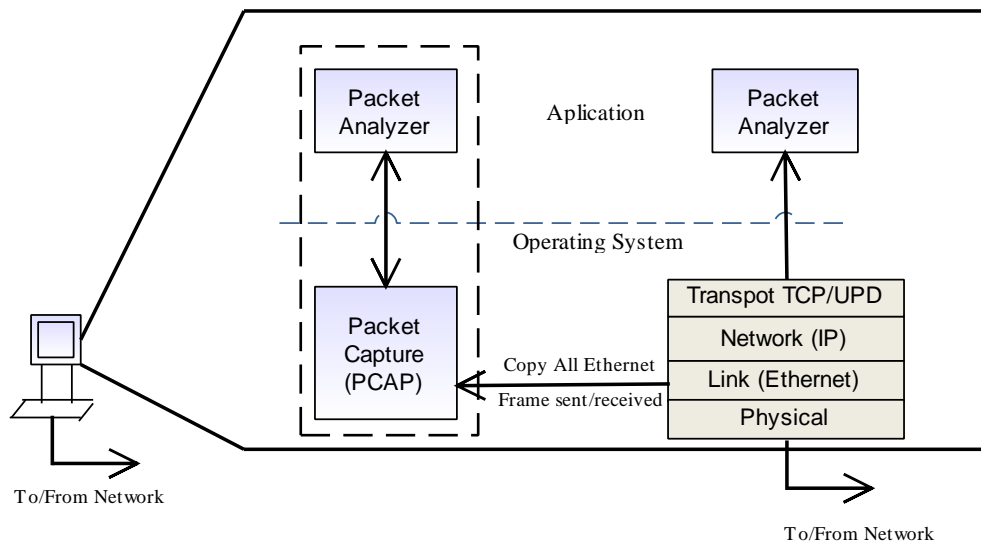 Packet
Analyzer
Aplication
Packet
Analyzer
Operating System
Packet
Capture
(PCAP)
Copy All Ethernet
Frame sent/received
Transpot TCP/UPD
Network (IP)
Link (Ethernet)
Physical
To/From Network
To/From Network